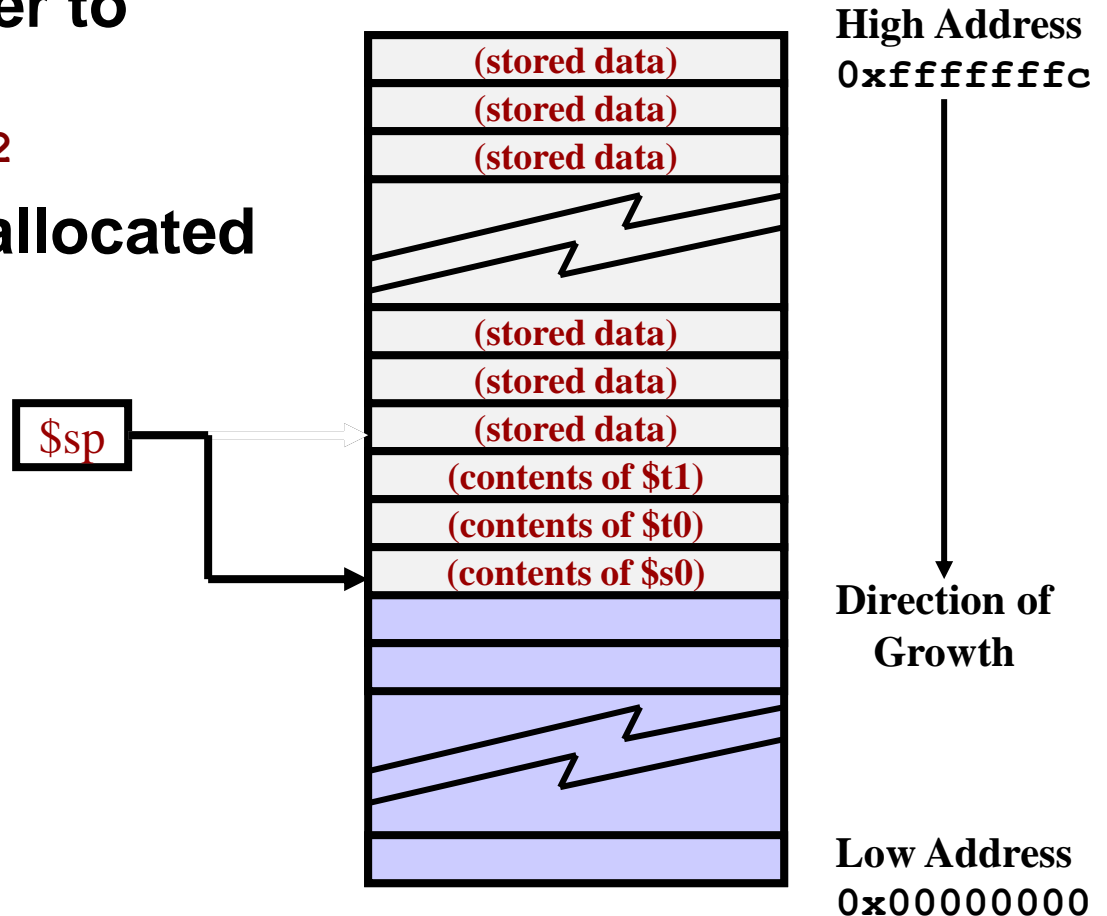 er to
2
allocated
$sp
(stored data)
(stored data)
(stored data)
(stored data)
(stored data)
(stored data)
(contents of $t1)
(contents of $t0)
(contents of $s0)
High Address
0xfffffffc
Direction of
Growth
Low Address
0x00000000